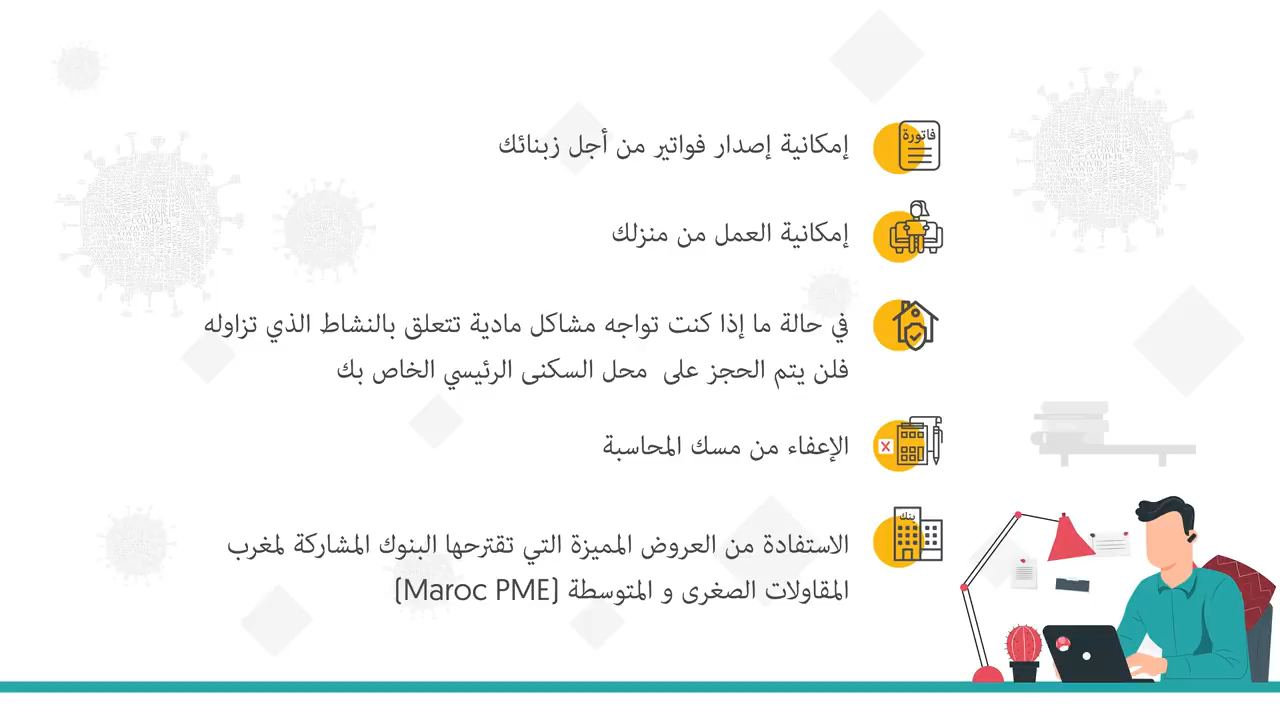 فاتورة
إمكانية إصدار فواتير من أجل زبنائك
إمكانية العمل من منزلك
في حالة ما إذا كنت تواجه مشاكل مادية تتعلق بالنشاط الذي تزاوله
فلن يتم الحجز على محل السكنى الرئيسي الخاص بك
الإعفاء من مسك المحاسبة
بنك
الاستفادة من العروض المميزة التي تقترحها البنوك المشاركة لمغرب
المقاولات الصغرى و المتوسطة (Maroc PME)